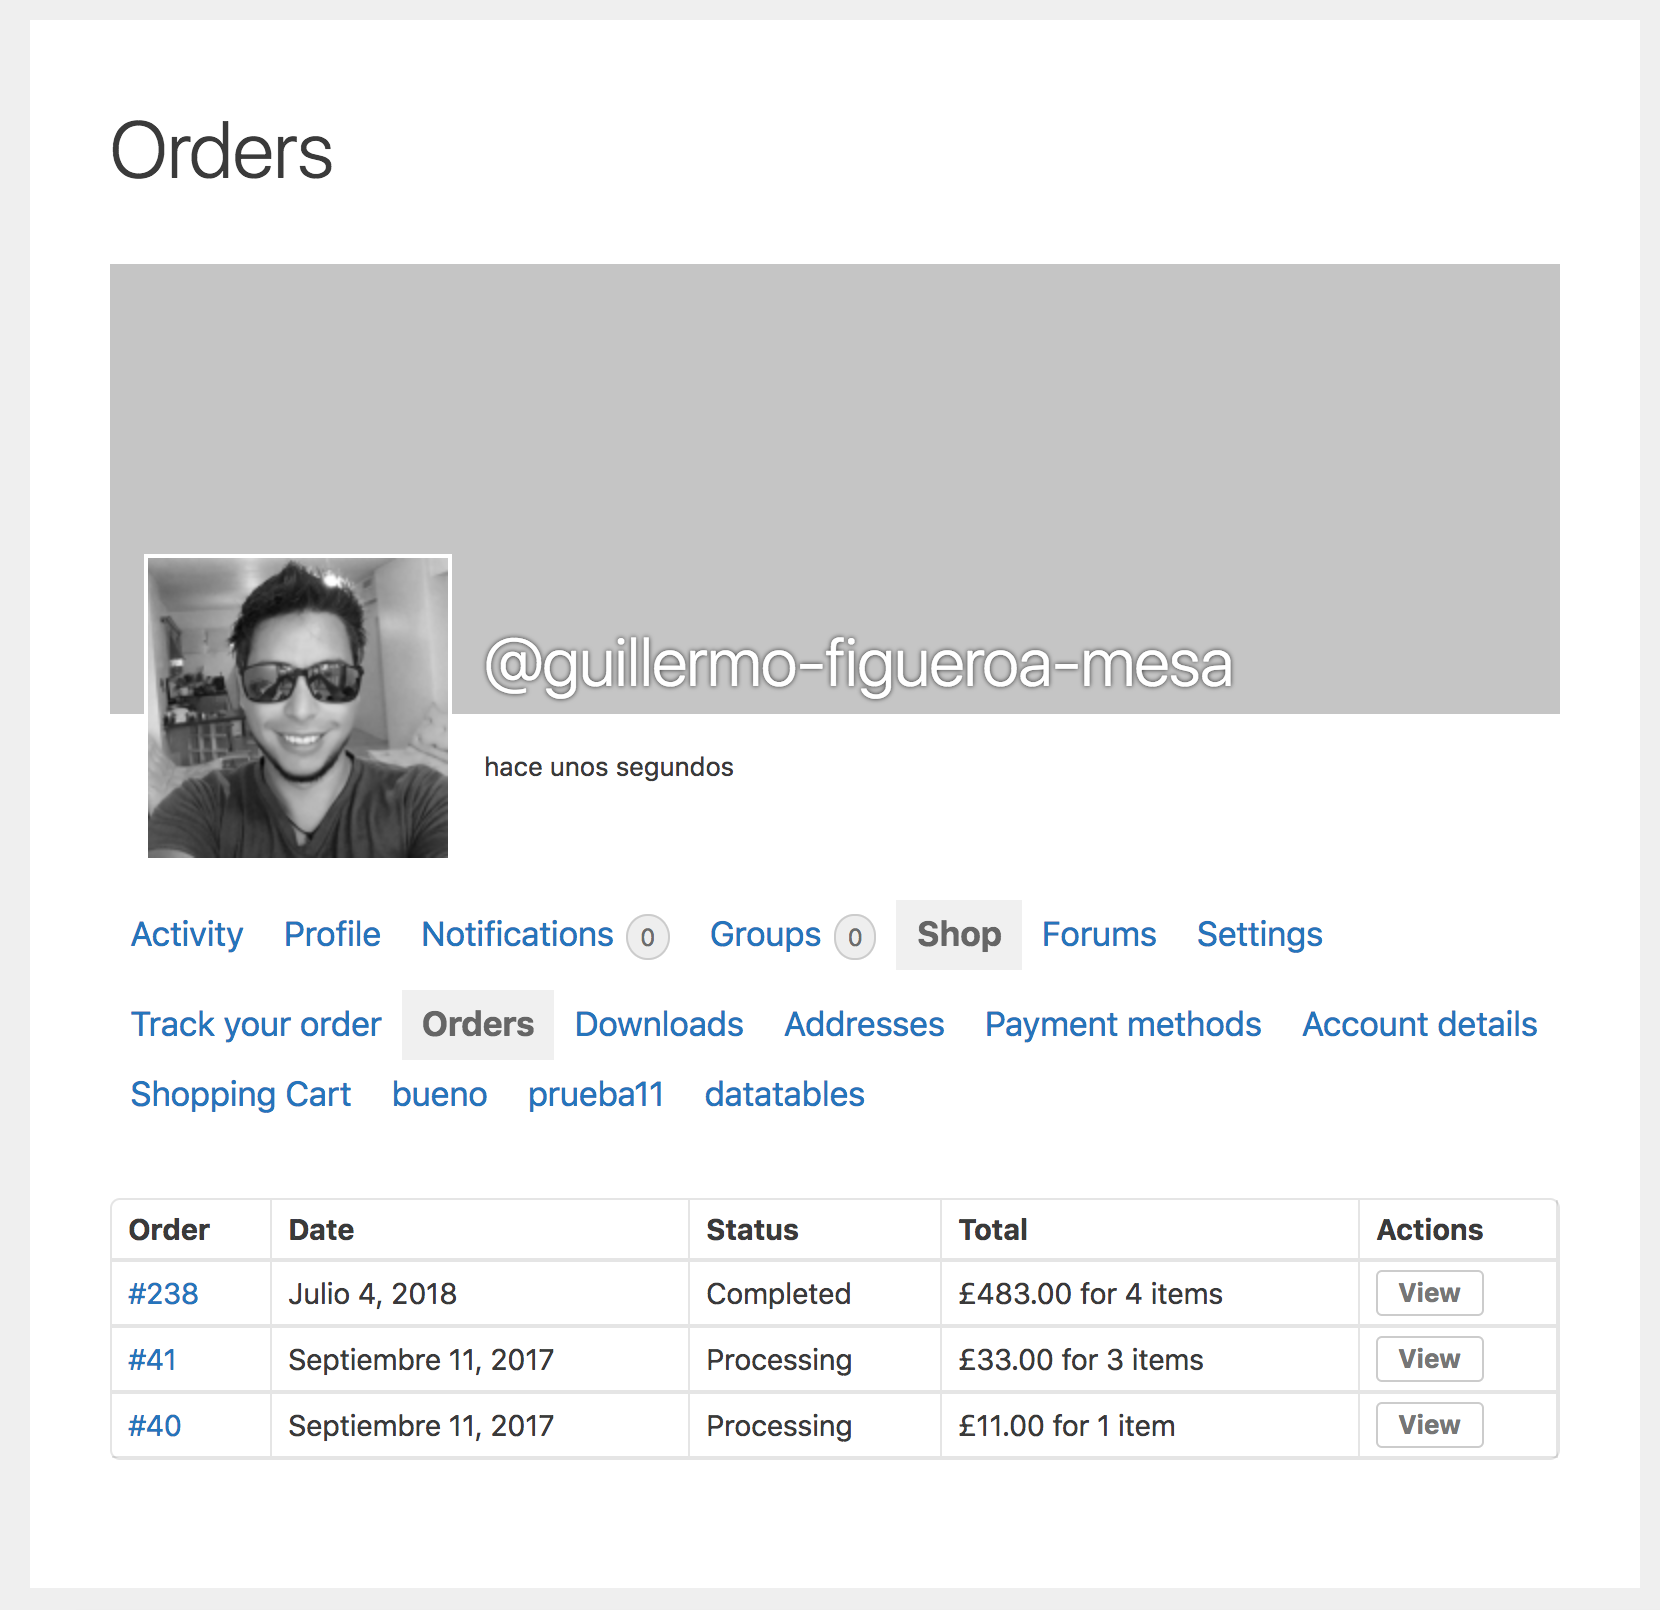 Orders
@guillermo-figueroa-mesa
hace unos segundos
Activity Profile Notifications 0 Groups 0 Shop Forums Settings
Track your order Orders Downloads Addresses Payment methods Account details
Shopping Cart bueno prueba11 datatables
Order Date Status Total Actions
#238 Julio 4, 2018 Completed £483.00 for 4 items View
#41 Septiembre 11, 2017 Processing £33.00 for 3 items View
#40 Septiembre 11, 2017 Processing £11.00 for 1 item View